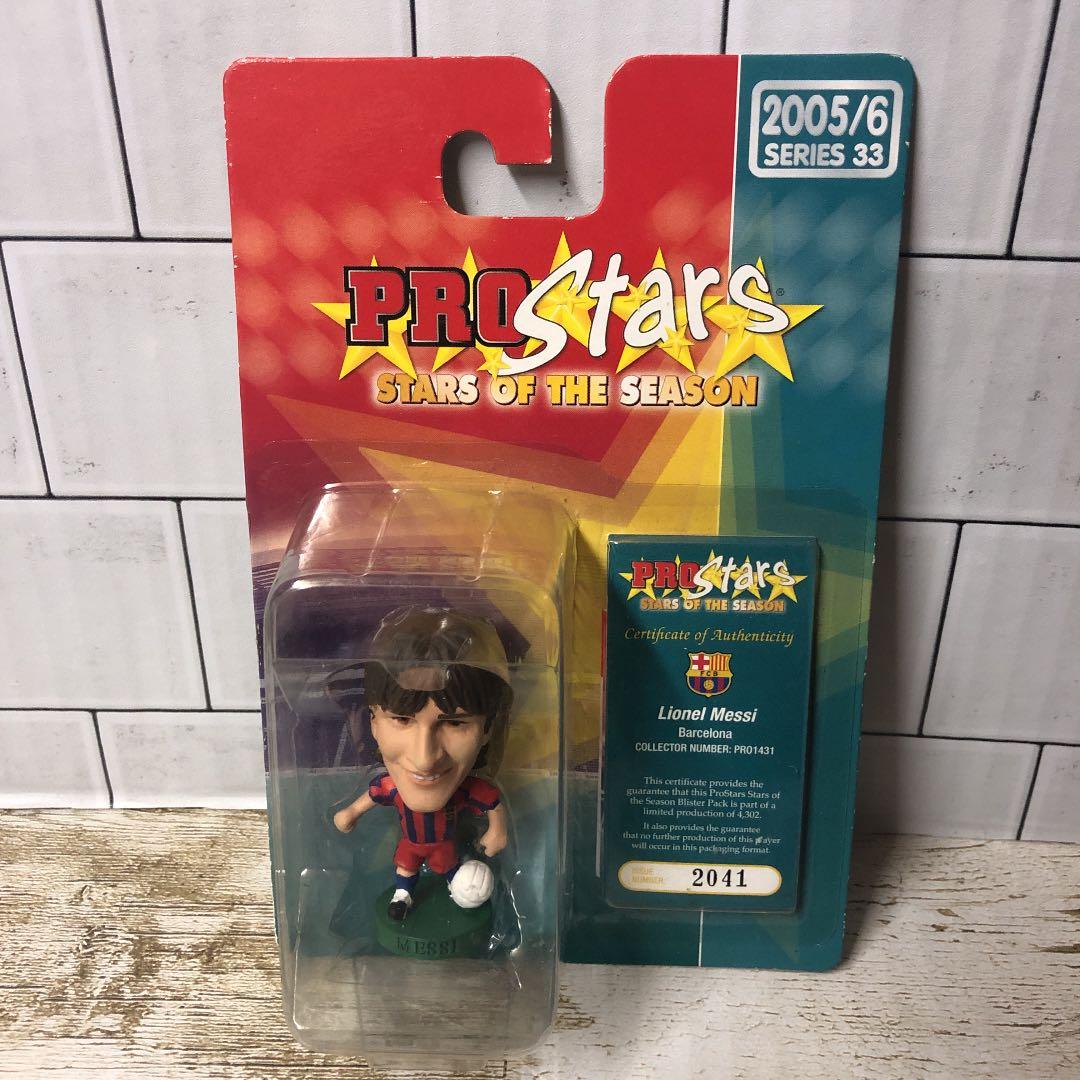 2005/6
SERIES 33
PROStars®
STARS OF THE SEASON
PROStars
STARS OF THE SEASON
Certificate of Authenticity
FCB
Lionel Messi
Barcelona
COLLECTOR NUMBER: PRO1431
This certificate provides the
guarantee that this ProStars Stars of
the Season Blister Pack is part of a
limited production of 4,302.
It also provides the guarantee
that no further production of this player
will occur in this packaging format.
ISSUE
NUMBER:
2041
MESSI